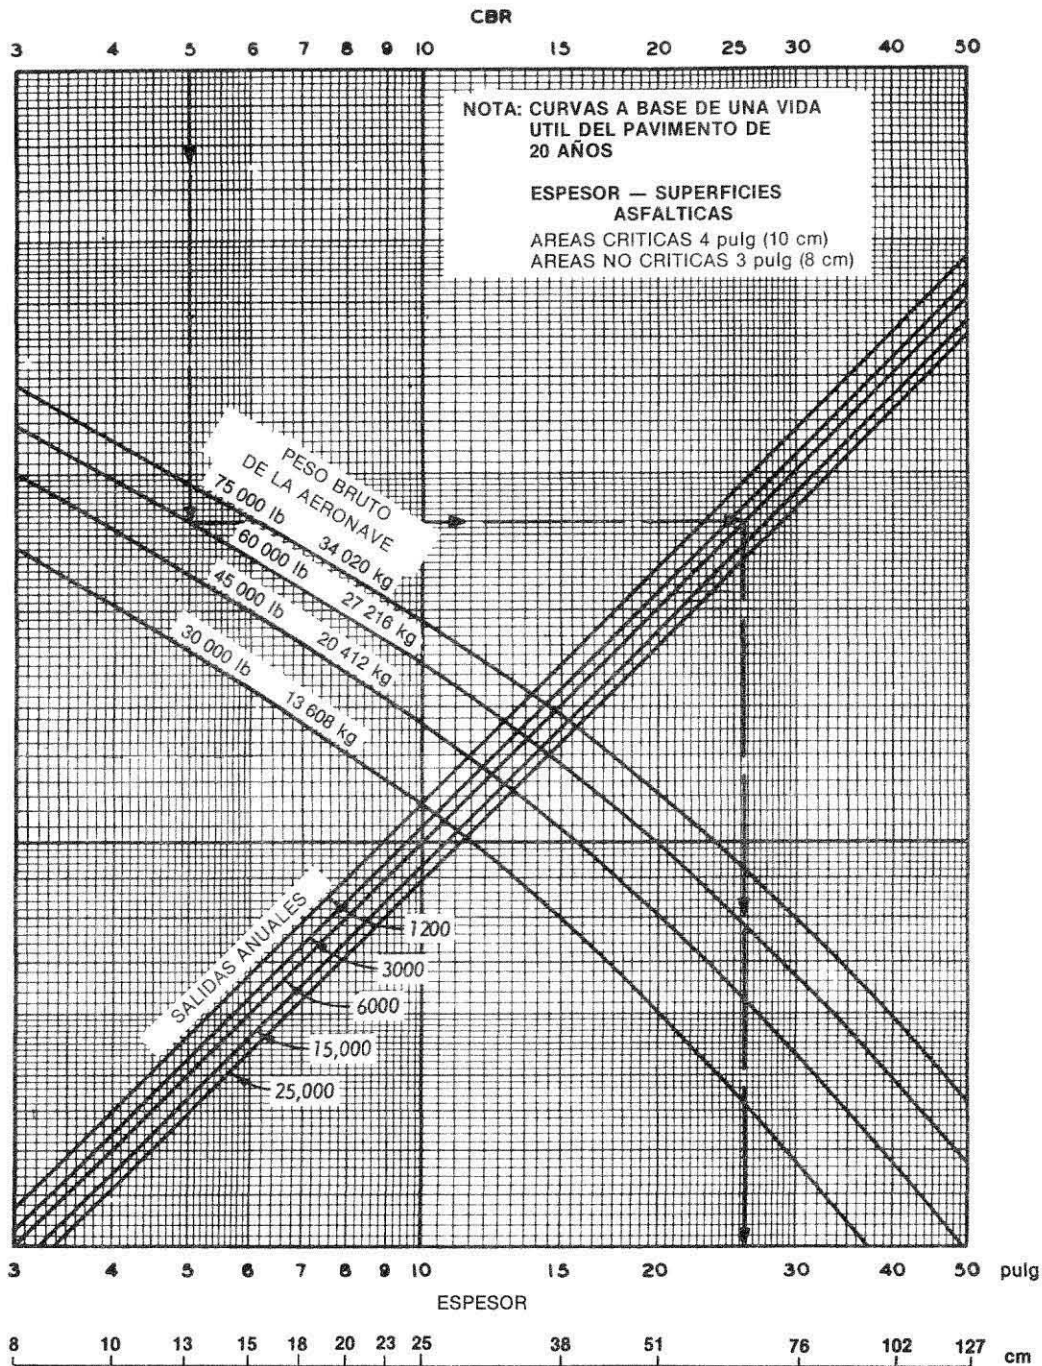 CBR
3 4 5 6 7 8 9 10 15 20 25 30 40 50
NOTA: CURVAS A BASE DE UNA VIDA
UTIL DEL PAVIMENTO DE
20 AÑOS
ESPESOR — SUPERFICIES
ASFALTICAS
AREAS CRITICAS 4 pulg (10 cm)
AREAS NO CRITICAS 3 pulg (8 cm)
PESO BRUTO
DE LA AERONAVE
75 000 lb 34 020 kg
60 000 lb 27 216 kg
45 000 lb 20 412 kg
30 000 lb 13 608 kg
SALIDAS ANUALES
1200
3000
6000
15,000
25,000
3 4 5 6 7 8 9 10 15 20 30 40 50 pulg
ESPESOR
8 10 13 15 18 20 23 25 38 51 76 102 127 cm